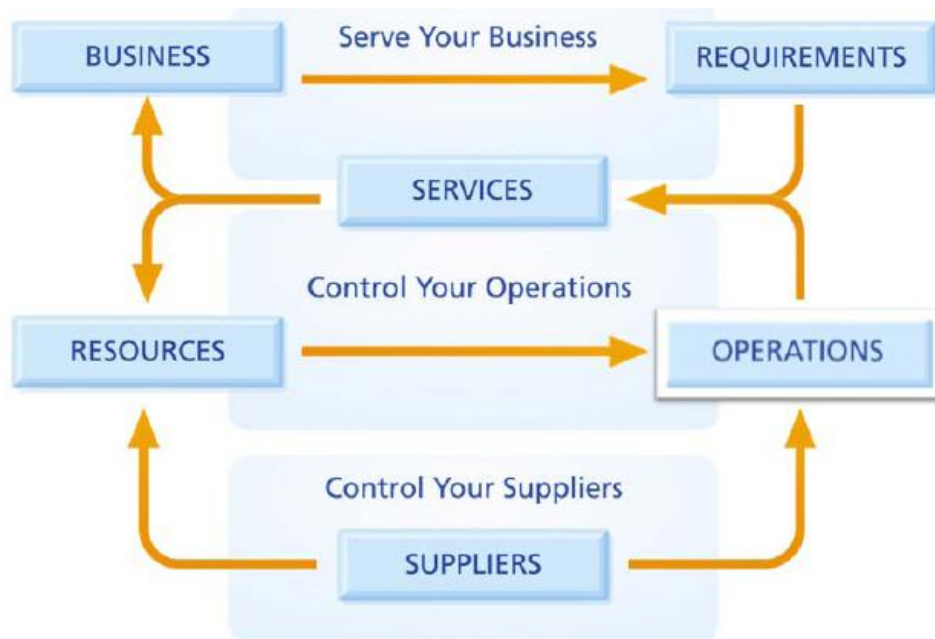 BUSINESS
Serve Your Business
REQUIREMENTS
SERVICES
Control Your Operations
RESOURCES
OPERATIONS
Control Your Suppliers
SUPPLIERS